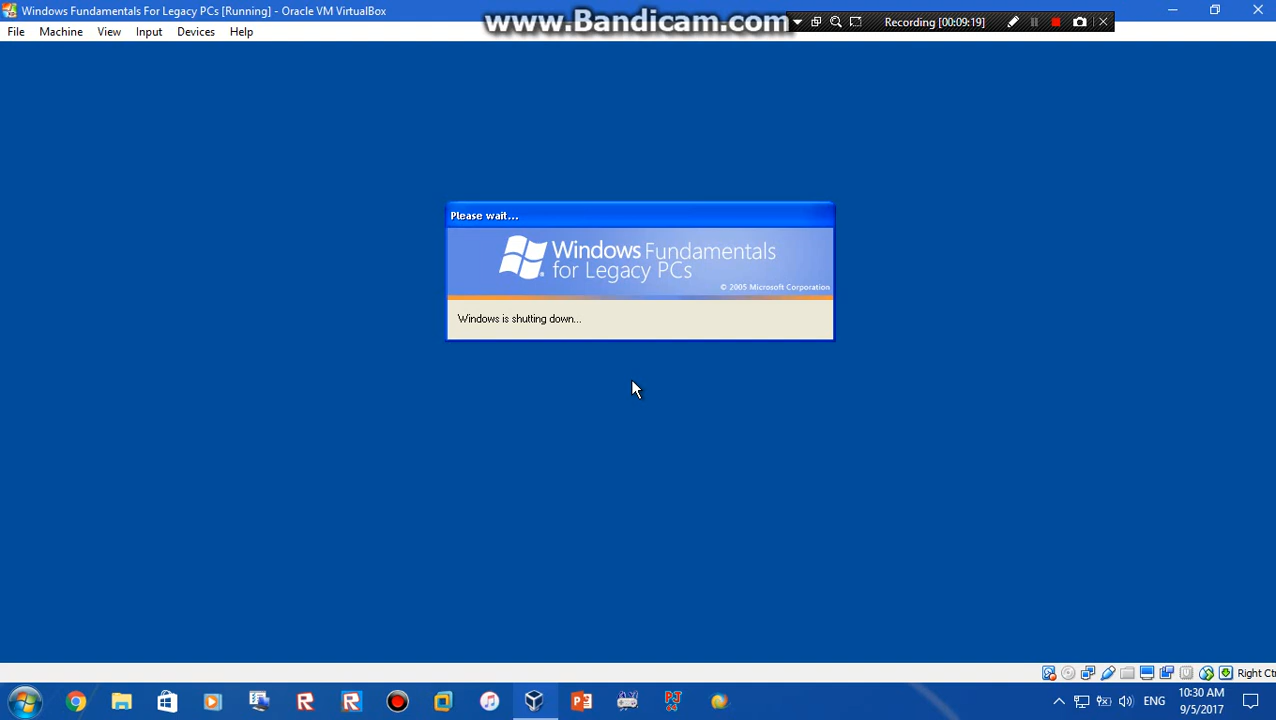 Windows Fundamentals For Legacy PCs [Running] - Oracle VM VirtualBox
www.Bandicam.com
Recording [00:09:19]
File Machine View Input Devices Help
Please wait...
Windows Fundamentals
for Legacy PCs
© 2005 Microsoft Corporation
Windows is shutting down...
Right Ctrl
R
R
P
PJ
64
ENG
10:30 AM
9/5/2017